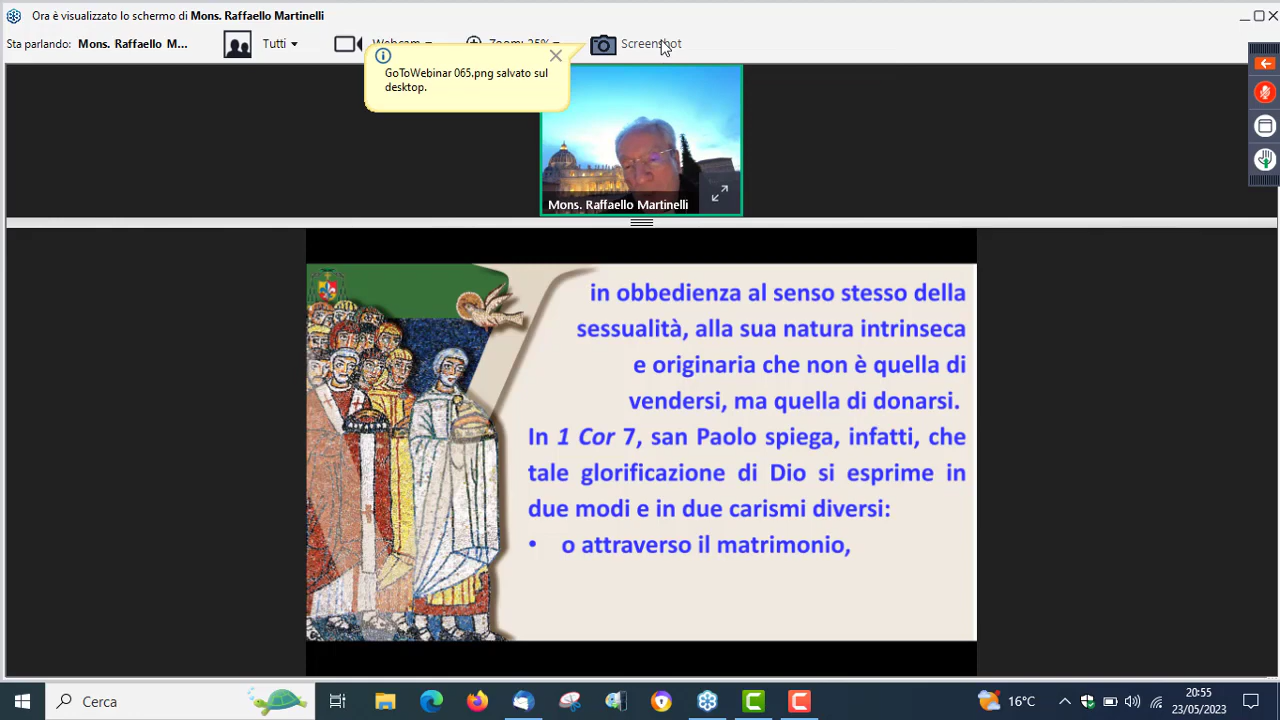 Ora è visualizzato lo schermo di Mons. Raffaello Martinelli
Sta parlando: Mons. Raffaello M...
Tutti
Screenshot
GoToWebinar 065.png salvato sul
desktop.
Mons. Raffaello Martinelli
in obbedienza al senso stesso della
sessualità, alla sua natura intrinseca
e originaria che non è quella di
vendersi, ma quella di donarsi.
In 1 Cor 7, san Paolo spiega, infatti, che
tale glorificazione di Dio si esprime in
due modi e in due carismi diversi:
• o attraverso il matrimonio,
Cerca
16°C
20:55
23/05/2023